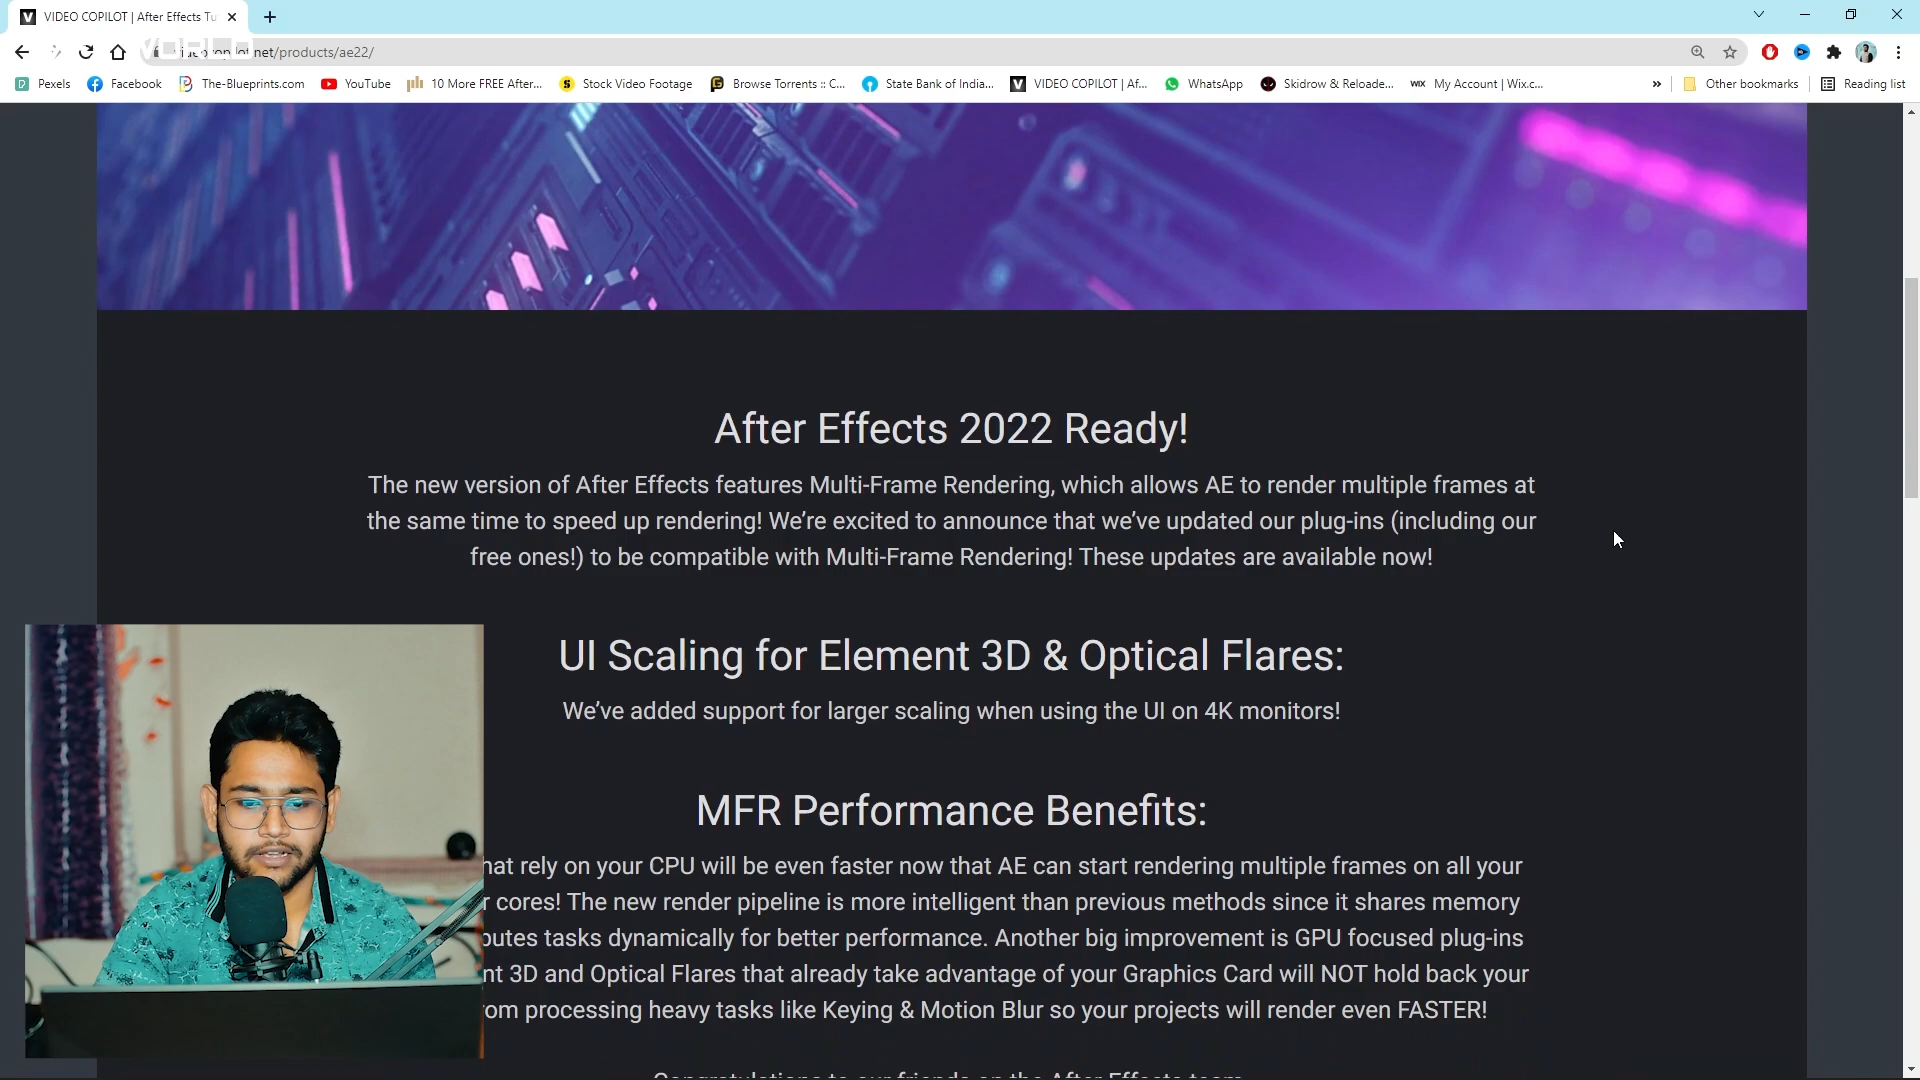 VIDEO COPILOT | After Effects Tu
net/products/ae22/
Pexels
Facebook
The-Blueprints.com
YouTube
10 More FREE After...
Stock Video Footage
Browse Torrents :: C...
State Bank of India...
VIDEO COPILOT | Af...
WhatsApp
Skidrow & Reloade...
WIX My Account | Wix.c...
Other bookmarks
Reading list
After Effects 2022 Ready!
The new version of After Effects features Multi-Frame Rendering, which allows AE to render multiple frames at
the same time to speed up rendering! We're excited to announce that we've updated our plug-ins (including our
free ones!) to be compatible with Multi-Frame Rendering! These updates are available now!
UI Scaling for Element 3D & Optical Flares:
We've added support for larger scaling when using the UI on 4K monitors!
MFR Performance Benefits:
hat rely on your CPU will be even faster now that AE can start rendering multiple frames on all your
r cores! The new render pipeline is more intelligent than previous methods since it shares memory
butes tasks dynamically for better performance. Another big improvement is GPU focused plug-ins
nt 3D and Optical Flares that already take advantage of your Graphics Card will NOT hold back your
om processing heavy tasks like Keying & Motion Blur so your projects will render even FASTER!
Congratulations to our friends on the After Effects team